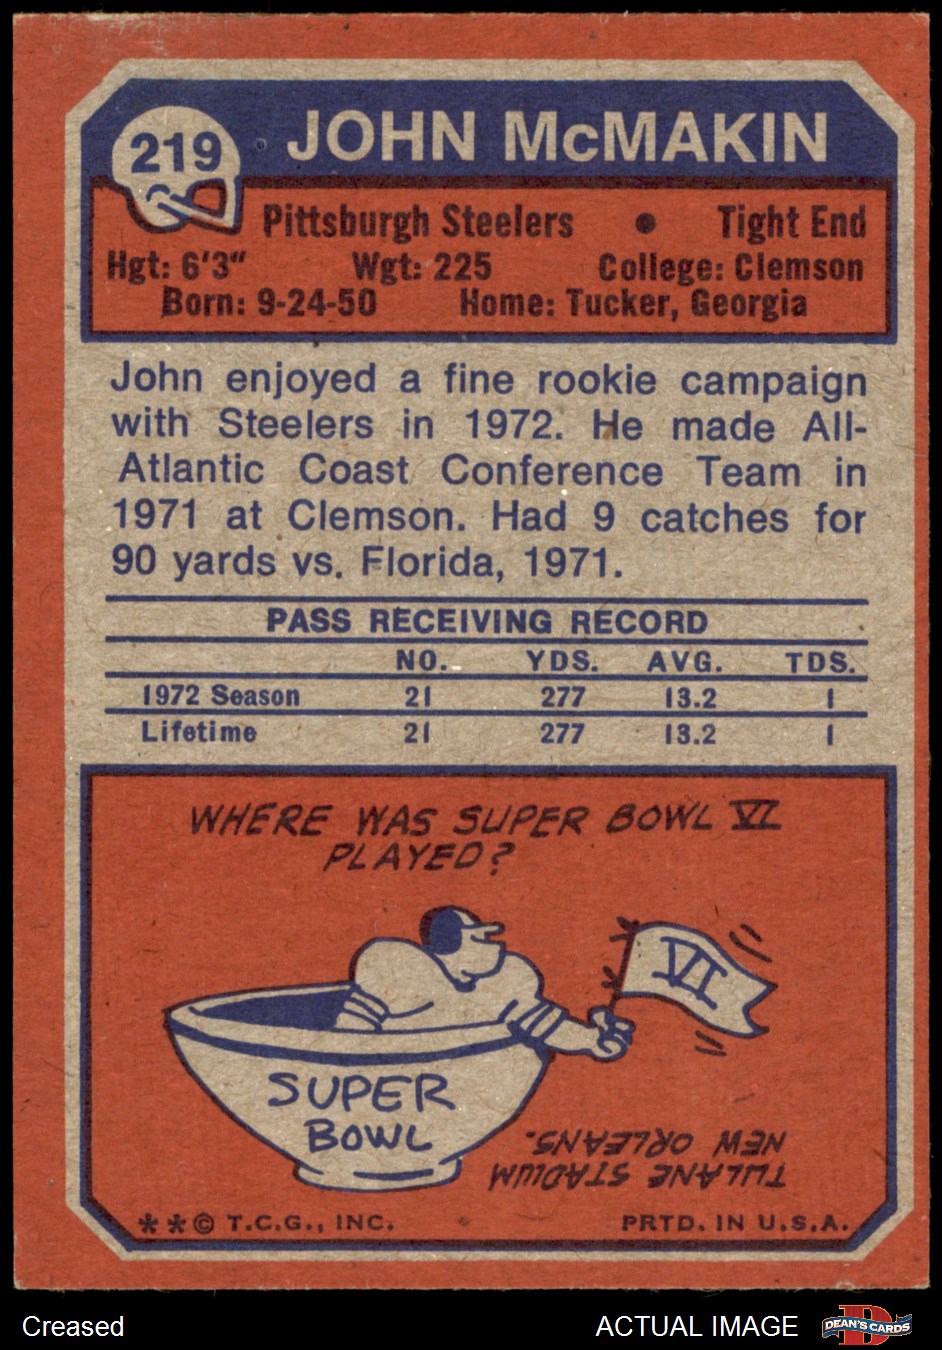 219
JOHN McMAKIN
Pittsburgh Steelers • Tight End
Hgt: 6'3" Wgt: 225 College: Clemson
Born: 9-24-50 Home: Tucker, Georgia
John enjoyed a fine rookie campaign
with Steelers in 1972. He made All-
Atlantic Coast Conference Team in
1971 at Clemson. Had 9 catches for
90 yards vs. Florida, 1971.
PASS RECEIVING RECORD
NO. YDS. AVG. TDS.
1972 Season 21 277 13.2 1
Lifetime 21 277 13.2 1
WHERE WAS SUPER BOWL VI
PLAYED?
VI
SUPER
BOWL
TULANE STADIUM
NEW ORLEANS.
**© T.C.G., INC. PRTD. IN U.S.A.
Creased
ACTUAL IMAGE
D
DEAN'S CARDS